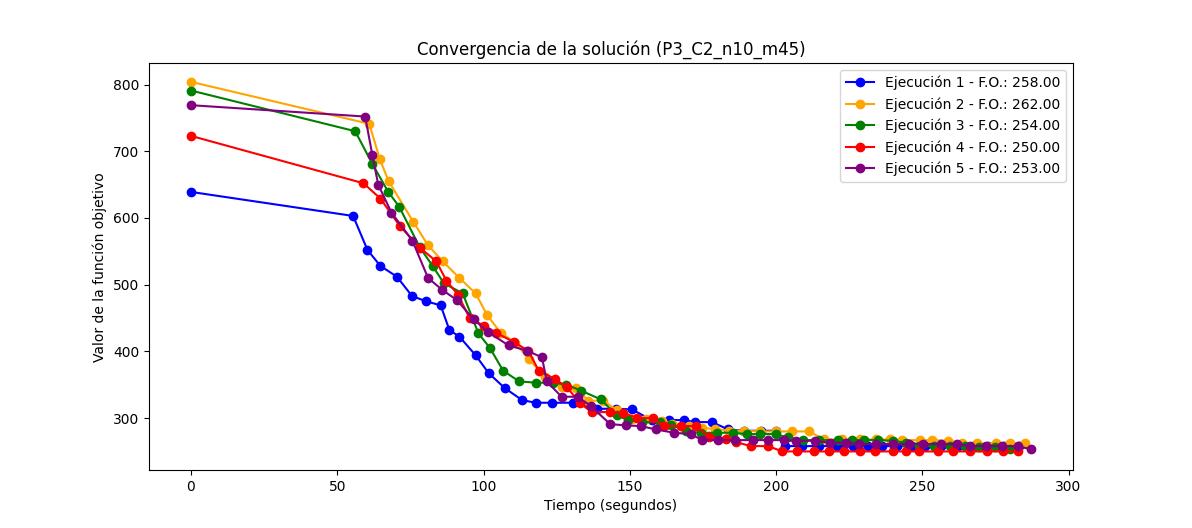 Convergencia de la solución (P3_C2_n10_m45)
Ejecución 1 - F.O.: 258.00
Ejecución 2 - F.O.: 262.00
Ejecución 3 - F.O.: 254.00
Ejecución 4 - F.O.: 250.00
Ejecución 5 - F.O.: 253.00
Valor de la función objetivo
800
700
600
500
400
300
0 50 100 150 200 250 300
Tiempo (segundos)